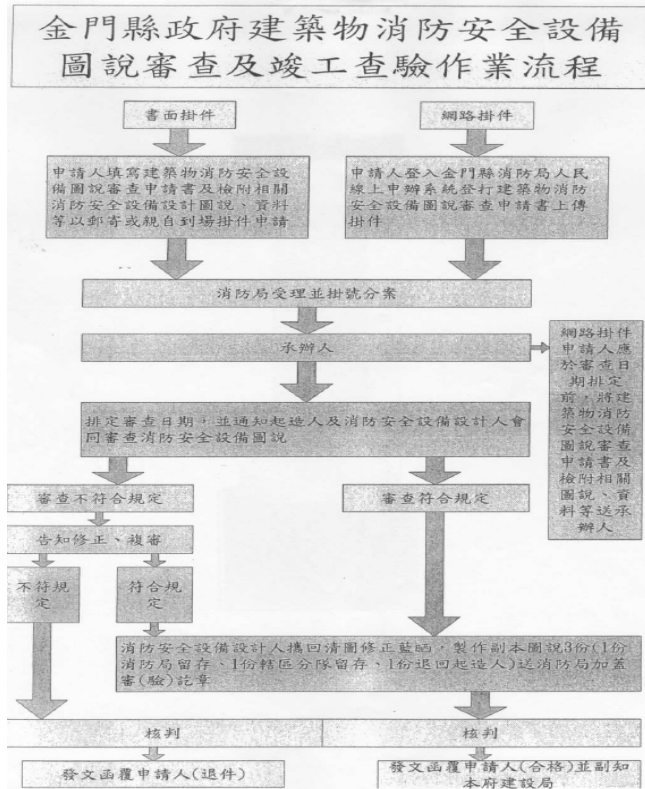 金門縣政府建築物消防安全設備
圖說審查及竣工查驗作業流程
書面掛件
網路掛件
申請人填寫建築物消防安全設
備圖說審查申請書及檢附相關
消防安全設備設計圖說、資料
等以郵寄或親自到場掛件申請
申請人登入金門縣消防局人民
線上申辦系統登打建築物消防
安全設備圖說審查申請書上傳
掛件
消防局受理並掛號分案
承辦人
網路掛件
申請人應
於審查日
期排定
前，將建
築物消防
安全設備
圖說審查
申請書及
檢附相關
圖說、資
料等送承
辦人
排定審查日期，並通知起造人及消防安全設備設計人會
同審查消防安全設備圖說
審查不符合規定
審查符合規定
告知修正、複審
不符規
定
符合規
定
消防安全設備設計人攜回清圖修正藍晒，製作副本圖說3份(1份
消防局留存、1份轄區分隊留存、1份退回起造人)送消防局加蓋
審(驗)訖章
核判
核判
發文函覆申請人(退件)
發文函覆申請人(合格)並副知
本府建設局